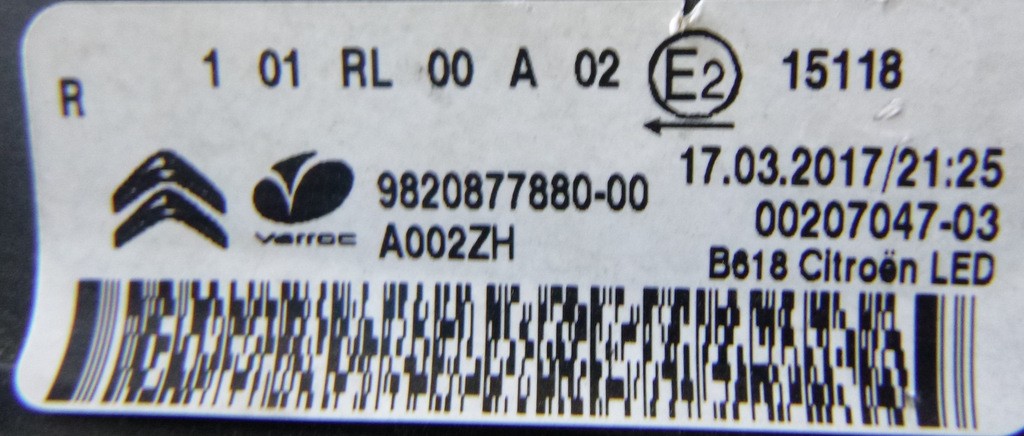 R 1 01 RL 00 A 02 E2 15118
17.03.2017/21:25
varroc 9820877880-00
00207047-03
A002ZH
B618 Citroën LED